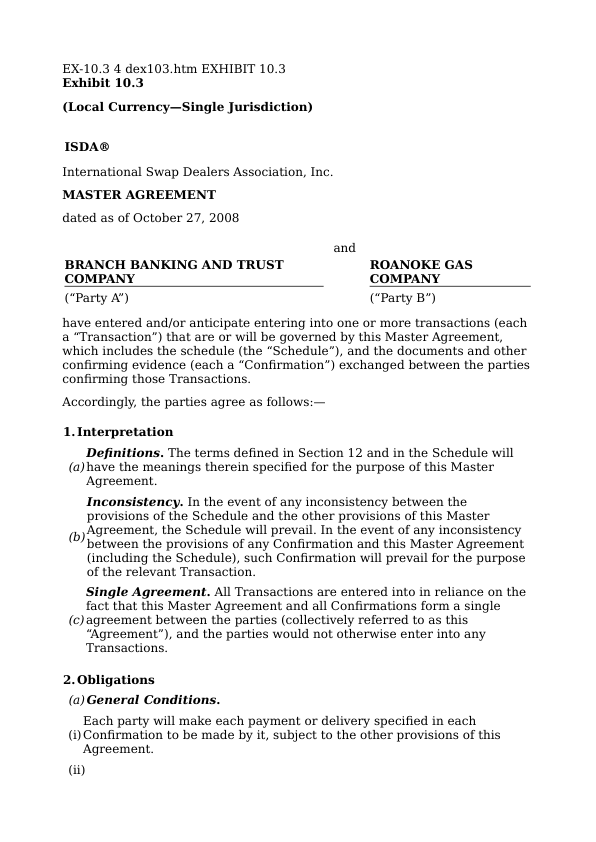 EX-10.3 4 dex103.htm EXHIBIT 10.3
Exhibit 10.3
(Local Currency—Single Jurisdiction)
ISDA®
International Swap Dealers Association, Inc.
MASTER AGREEMENT
dated as of October 27, 2008
and
BRANCH BANKING AND TRUST
COMPANY
ROANOKE GAS
COMPANY
(“Party A”)
(“Party B”)
have entered and/or anticipate entering into one or more transactions (each
a “Transaction”) that are or will be governed by this Master Agreement,
which includes the schedule (the “Schedule”), and the documents and other
confirming evidence (each a “Confirmation”) exchanged between the parties
confirming those Transactions.
Accordingly, the parties agree as follows:—
1. Interpretation
Definitions. The terms defined in Section 12 and in the Schedule will
(a) have the meanings therein specified for the purpose of this Master
Agreement.
Inconsistency. In the event of any inconsistency between the
provisions of the Schedule and the other provisions of this Master
(b) Agreement, the Schedule will prevail. In the event of any inconsistency
between the provisions of any Confirmation and this Master Agreement
(including the Schedule), such Confirmation will prevail for the purpose
of the relevant Transaction.
Single Agreement. All Transactions are entered into in reliance on the
fact that this Master Agreement and all Confirmations form a single
(c) agreement between the parties (collectively referred to as this
“Agreement”), and the parties would not otherwise enter into any
Transactions.
2. Obligations
(a) General Conditions.
Each party will make each payment or delivery specified in each
(i) Confirmation to be made by it, subject to the other provisions of this
Agreement.
(ii)